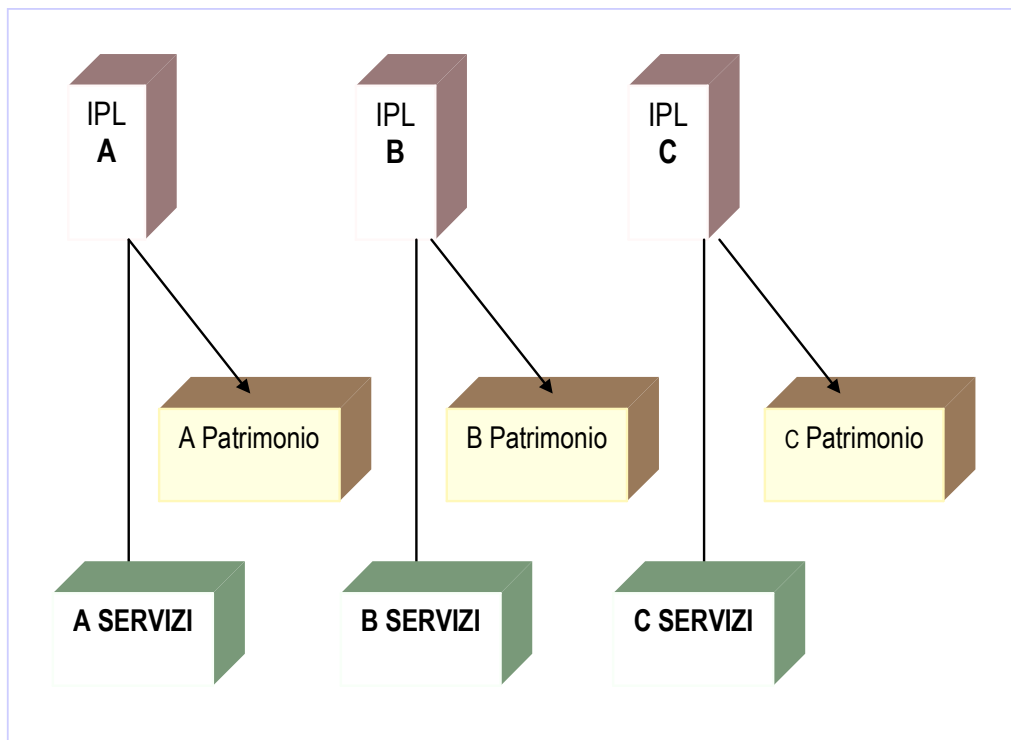 IPL
A
IPL
B
IPL
C
A Patrimonio
B Patrimonio
C Patrimonio
A SERVIZI
B SERVIZI
C SERVIZI